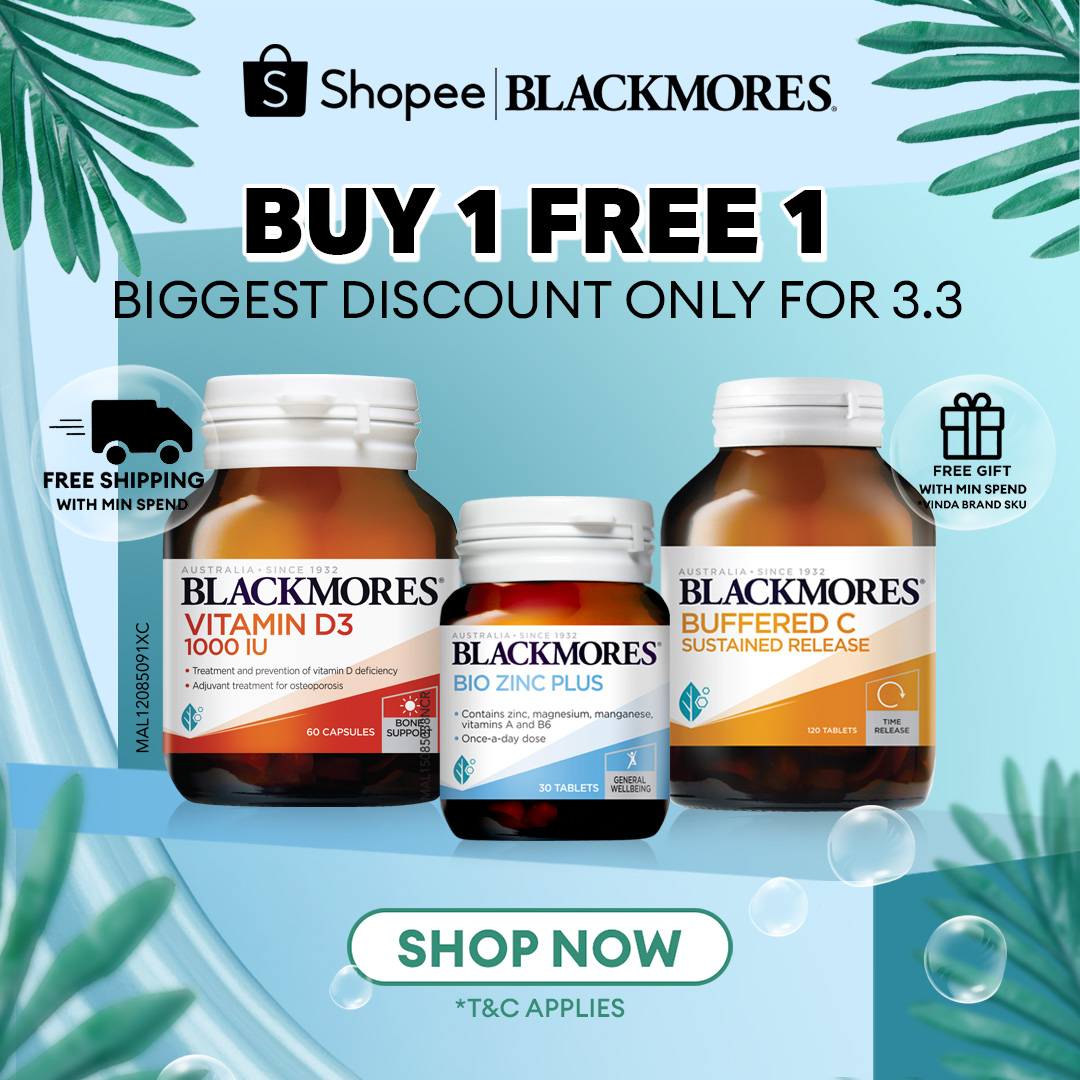 S Shopee | BLACKMORES®
BUY 1 FREE 1
BIGGEST DISCOUNT ONLY FOR 3.3
FREE SHIPPING
WITH MIN SPEND
FREE GIFT
WITH MIN SPEND
*VINDA BRAND SKU
MAL12085091XC
AUSTRALIA • SINCE 1932
BLACKMORES®
VITAMIN D3
1000 IU
• Treatment and prevention of vitamin D deficiency
• Adjuvant treatment for osteoporosis
60 CAPSULES
BONE
SUPPORT
AUSTRALIA • SINCE 1932
BLACKMORES®
BIO ZINC PLUS
• Contains zinc, magnesium, manganese,
vitamins A and B6
• Once-a-day dose
30 TABLETS
GENERAL
WELLBEING
AUSTRALIA • SINCE 1932
BLACKMORES®
BUFFERED C
SUSTAINED RELEASE
120 TABLETS
TIME
RELEASE
SHOP NOW
*T&C APPLIES